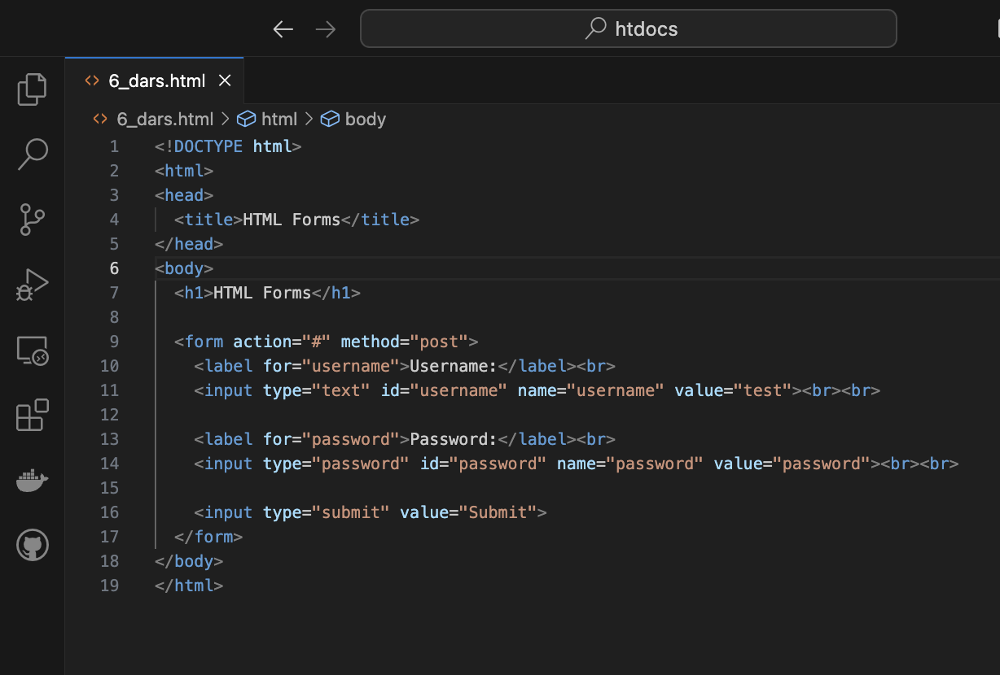 htdocs
6_dars.html
6_dars.html > html > body
1 <!DOCTYPE html>
2 <html>
3 <head>
4   <title>HTML Forms</title>
5 </head>
6 <body>
7   <h1>HTML Forms</h1>
8
9   <form action="#" method="post">
10     <label for="username">Username:</label><br>
11     <input type="text" id="username" name="username" value="test"><br><br>
12
13     <label for="password">Password:</label><br>
14     <input type="password" id="password" name="password" value="password"><br><br>
15
16     <input type="submit" value="Submit">
17   </form>
18 </body>
19 </html>